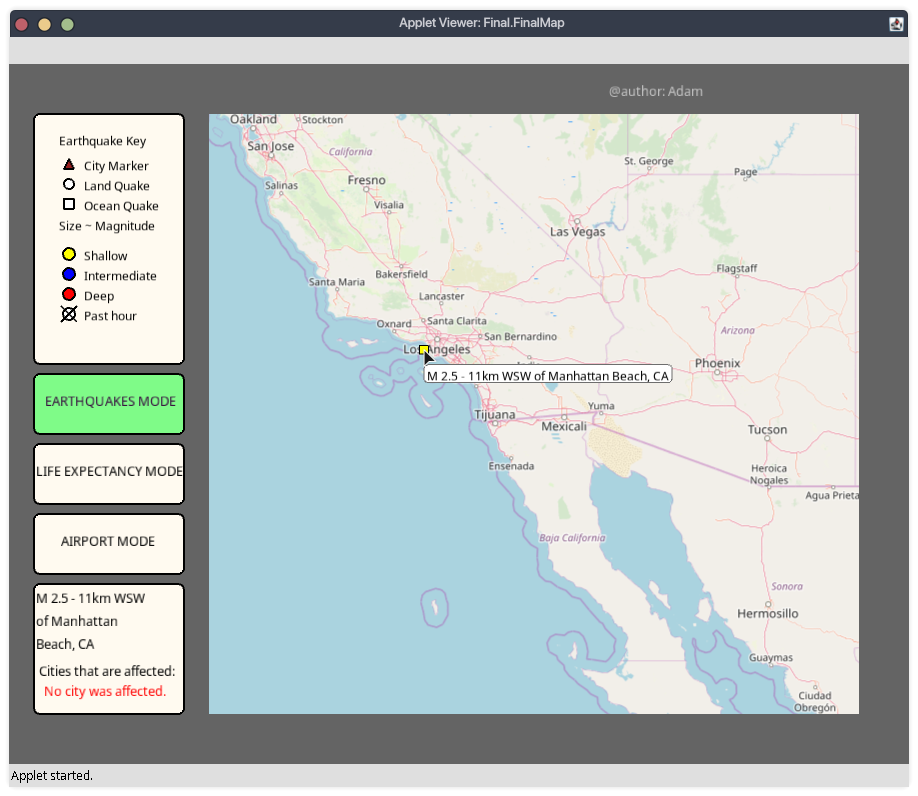 Applet Viewer: Final.FinalMap
@author: Adam
Earthquake Key
City Marker
Land Quake
Ocean Quake
Size ~ Magnitude
Shallow
Intermediate
Deep
Past hour
EARTHQUAKES MODE
LIFE EXPECTANCY MODE
AIRPORT MODE
M 2.5 - 11km WSW
of Manhattan
Beach, CA
Cities that are affected:
No city was affected.
Oakland
Stockton
San Jose
California
St. George
Page
Fresno
Salinas
Visalia
Las Vegas
Bakersfield
Flagstaff
Santa Maria
Lancaster
Oxnard
Santa Clarita
Arizona
San Bernardino
Los Angeles
Phoenix
M 2.5 - 11km WSW of Manhattan Beach, CA
Yuma
Tijuana
Mexicali
Tucson
Ensenada
Heroica
Nogales
Agua Prieta
Baja California
Sonora
Hermosillo
Guaymas
Ciudad
Obregón
Applet started.